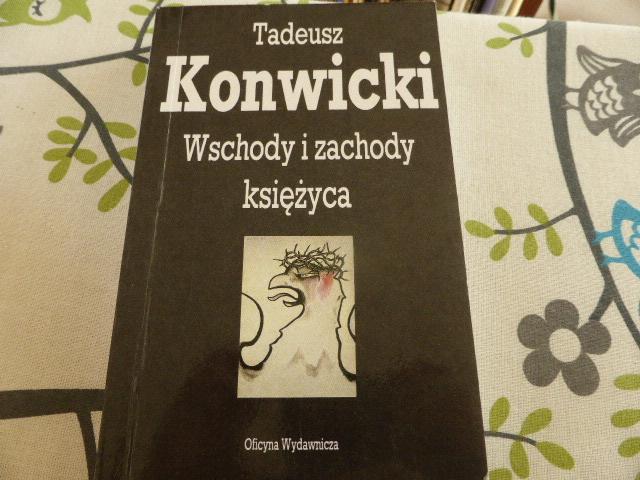 Tadeusz
Konwicki
Wschody i zachody
księżyca
Oficyna Wydawnicza